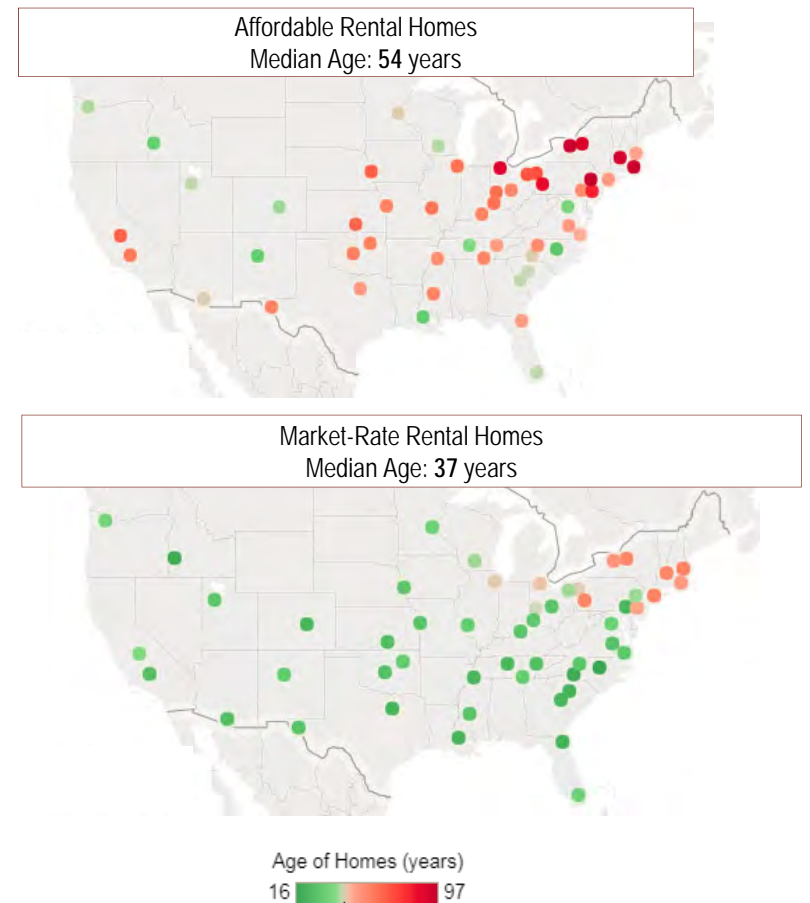 Affordable Rental Homes
Median Age: 54 years
Market-Rate Rental Homes
Median Age: 37 years
Age of Homes (years)
16 97